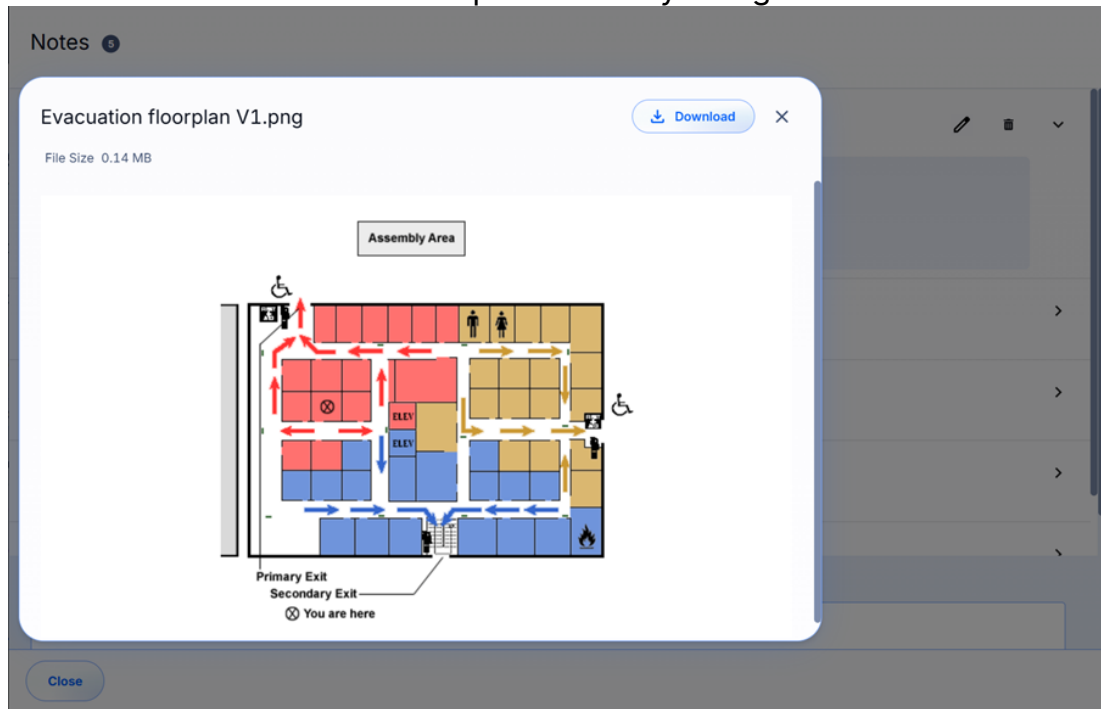 Notes 5
Evacuation floorplan V1.png
Download
File Size 0.14 MB
Assembly Area
ELEV
ELEV
Primary Exit
Secondary Exit
You are here
Close